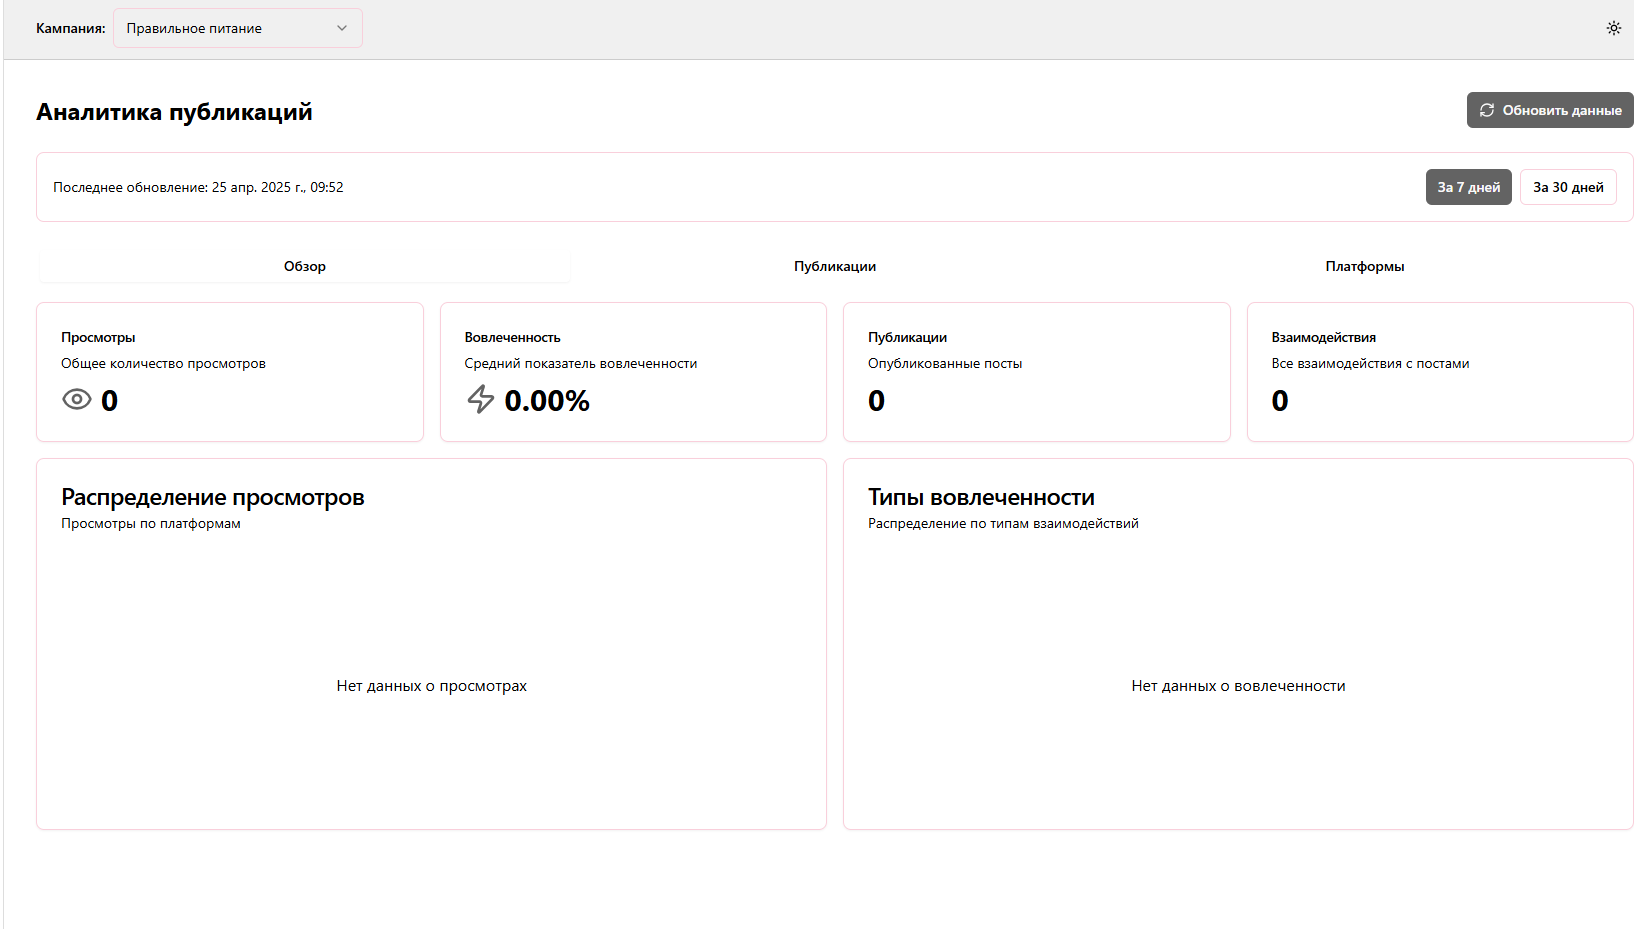 Кампания: Правильное питание
Аналитика публикаций
Обновить данные
Последнее обновление: 25 апр. 2025 г., 09:52
За 7 дней За 30 дней
Обзор Публикации Платформы
Просмотры
Общее количество просмотров
0
Вовлеченность
Средний показатель вовлеченности
0.00%
Публикации
Опубликованные посты
0
Взаимодействия
Все взаимодействия с постами
0
Распределение просмотров
Просмотры по платформам
Нет данных о просмотрах
Типы вовлеченности
Распределение по типам взаимодействий
Нет данных о вовлеченности